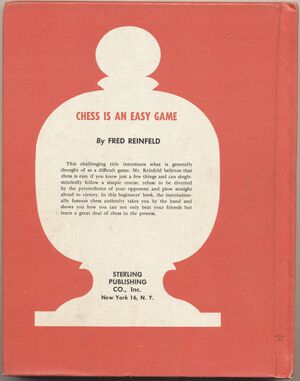 CHESS IS AN EASY GAME
By FRED REINFELD
This challenging title introduces what is generally
thought of as a difficult game. Mr. Reinfeld believes that
chess is easy if you know just a few things and can single-
mindedly follow a simple course, refuse to be diverted
by the pyrotechnics of your opponent and plow straight
ahead to victory. In this beginners' book, the internation-
ally famous chess authority takes you by the hand and
shows you how you can not only beat your friends but
learn a great deal of chess in the process.
STERLING
PUBLISHING
CO., Inc.
New York 16, N. Y.